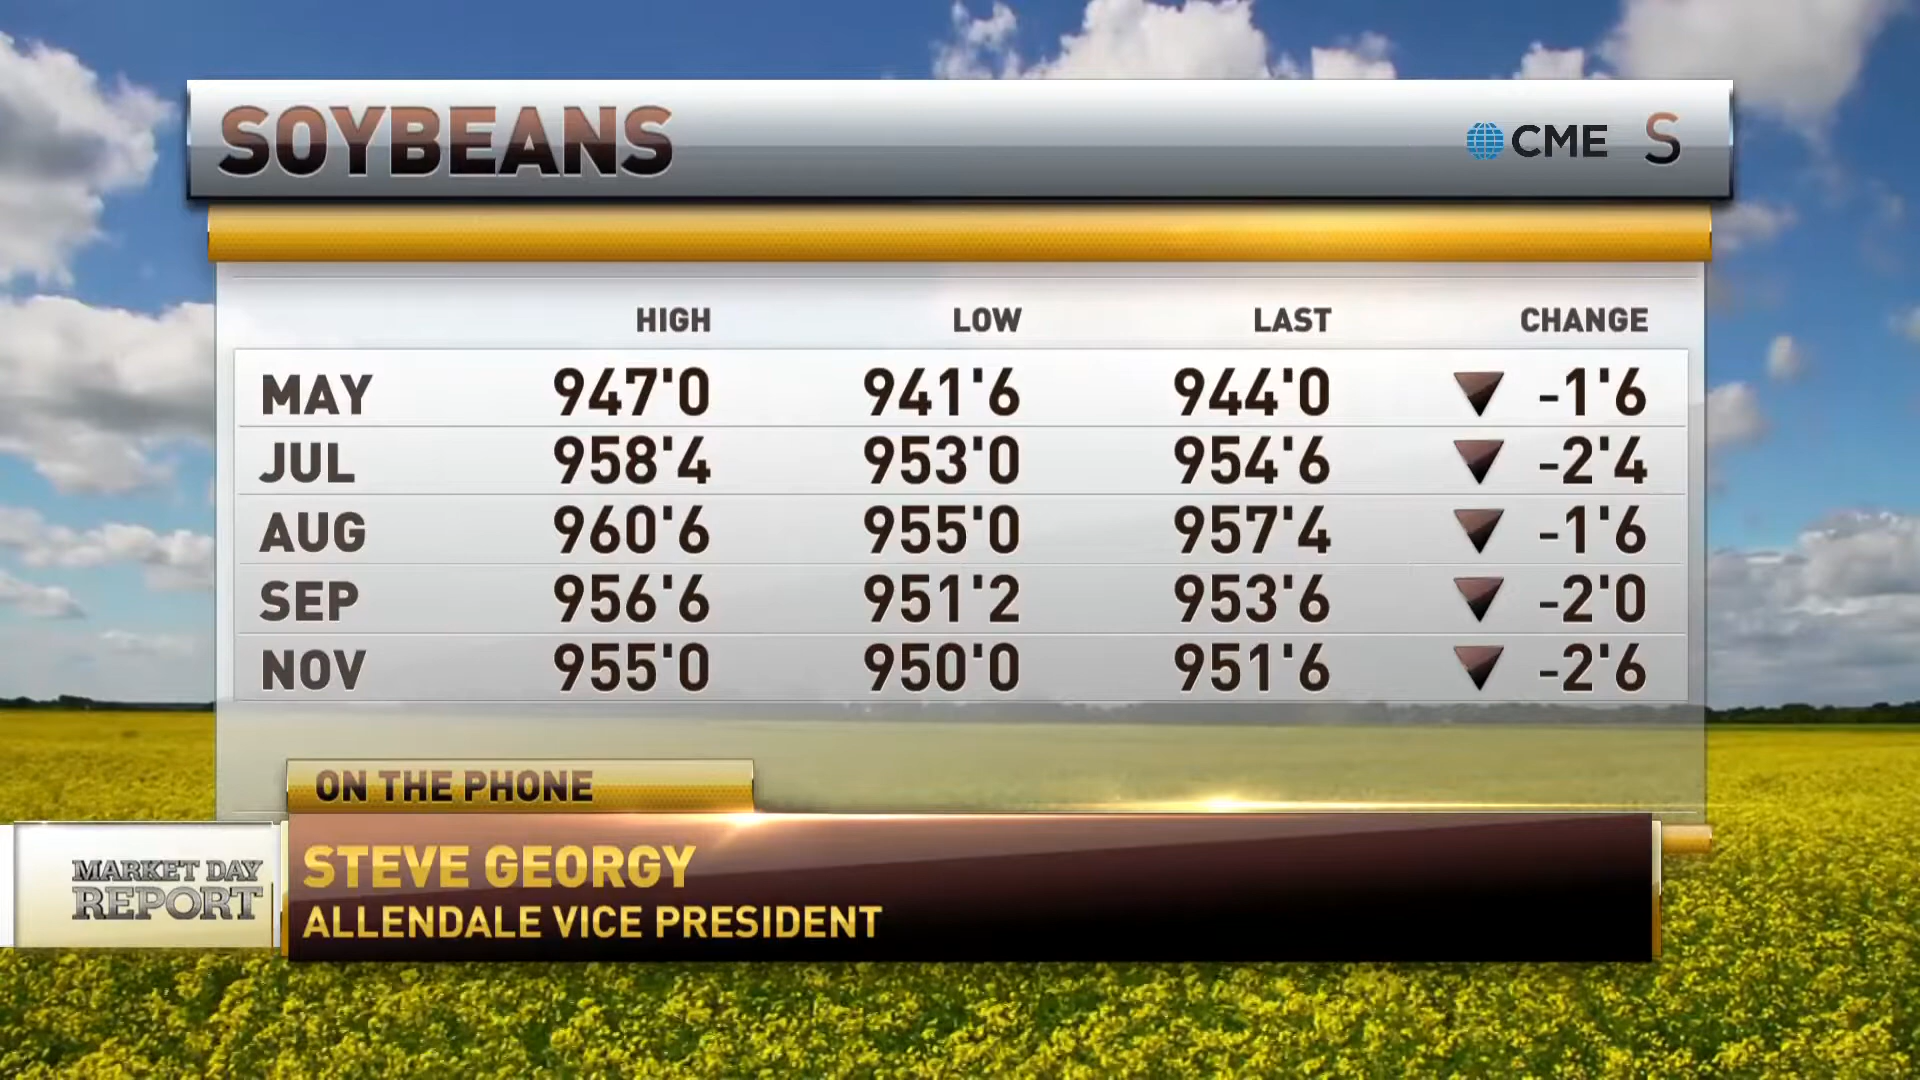 SOYBEANS
CME S
HIGH LOW LAST CHANGE
MAY 947'0 941'6 944'0 -1'6
JUL 958'4 953'0 954'6 -2'4
AUG 960'6 955'0 957'4 -1'6
SEP 956'6 951'2 953'6 -2'0
NOV 955'0 950'0 951'6 -2'6
ON THE PHONE
STEVE GEORGY
ALLENDALE VICE PRESIDENT
MARKET DAY
REPORT